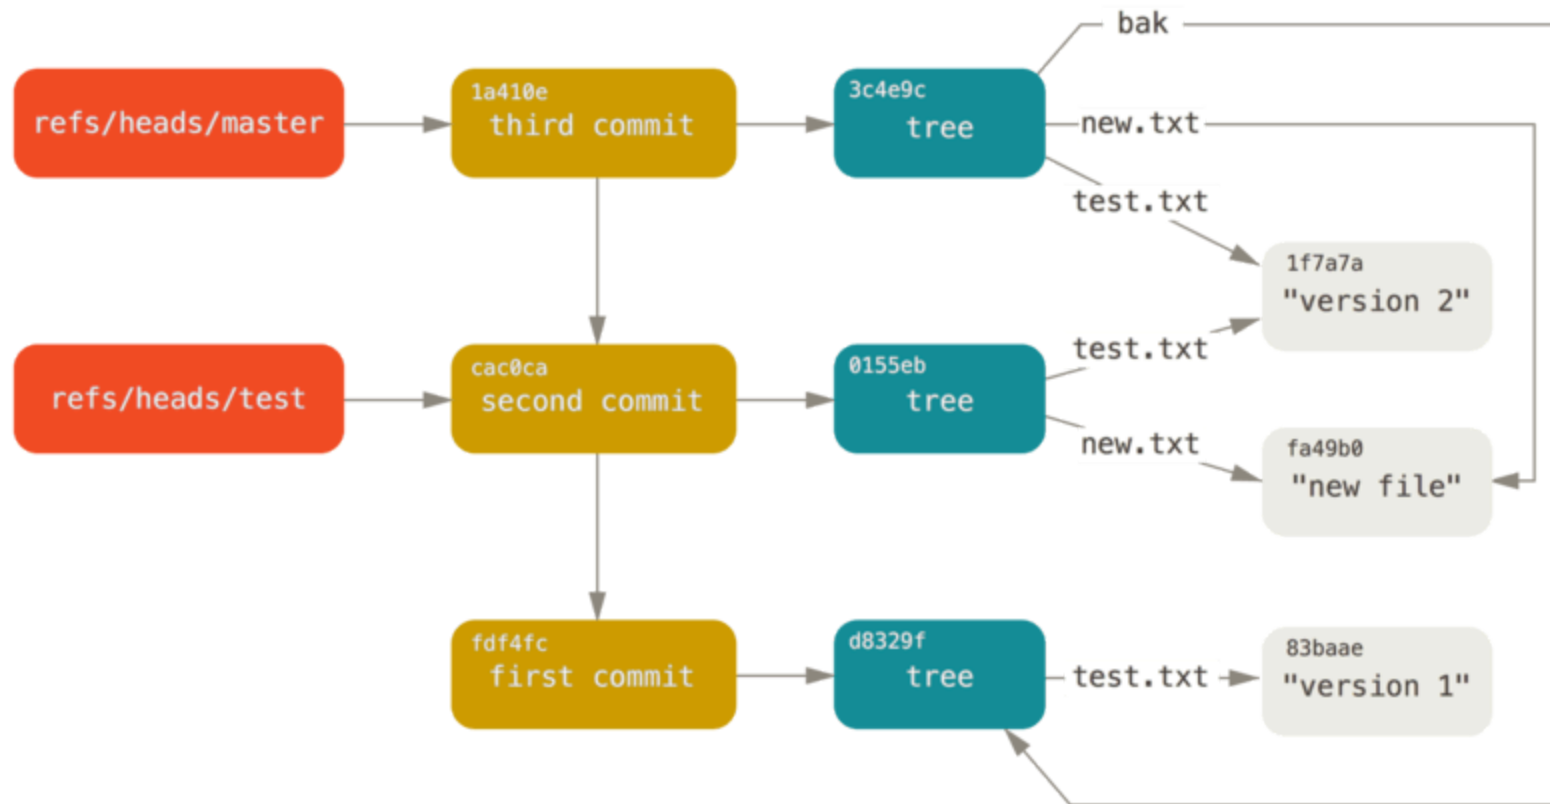 bak
refs/heads/master
1a410e
third commit
3c4e9c
tree
new.txt
test.txt
1f7a7a
"version 2"
refs/heads/test
cac0ca
second commit
0155eb
tree
test.txt
new.txt
fa49b0
"new file"
fdf4fc
first commit
d8329f
tree
test.txt
83baae
"version 1"